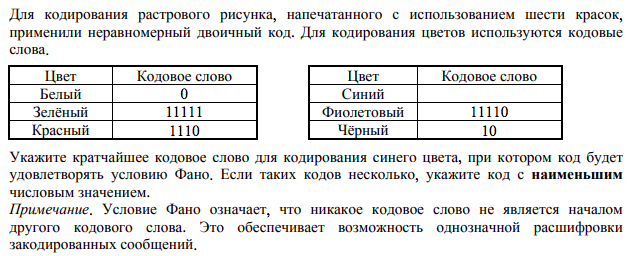 Для кодирования растрового рисунка, напечатанного с использованием шести красок,
применили неравномерный двоичный код. Для кодирования цветов используются кодовые
слова.
Цвет Кодовое слово Цвет Кодовое слово
Белый 0 Синий
Зелёный 11111 Фиолетовый 11110
Красный 1110 Чёрный 10
Укажите кратчайшее кодовое слово для кодирования синего цвета, при котором код будет
удовлетворять условию Фано. Если таких кодов несколько, укажите код с наименьшим
числовым значением.
Примечание. Условие Фано означает, что никакое кодовое слово не является началом
другого кодового слова. Это обеспечивает возможность однозначной расшифровки
закодированных сообщений.